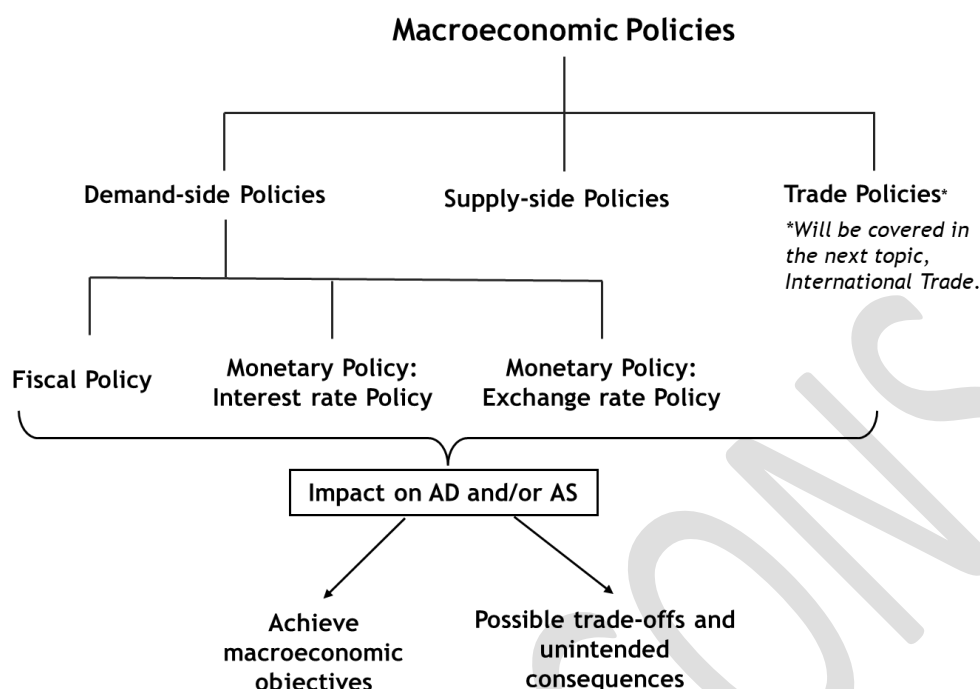 Macroeconomic Policies
Demand-side Policies
Supply-side Policies
Trade Policies*
*Will be covered in
the next topic,
International Trade.
Fiscal Policy
Monetary Policy:
Interest rate Policy
Monetary Policy:
Exchange rate Policy
Impact on AD and/or AS
Achieve
macroeconomic
objectives
Possible trade-offs and
unintended
consequences
CONS